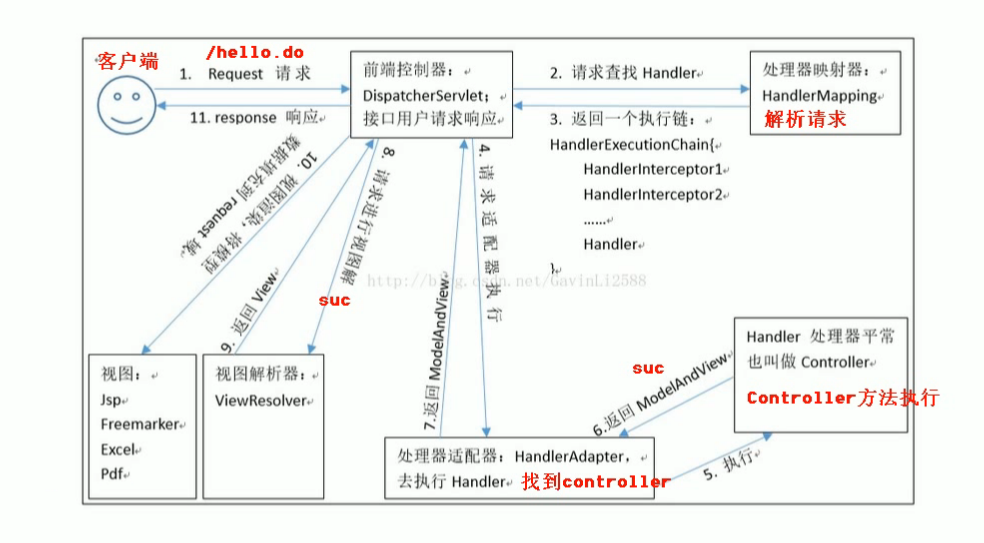 客户端
/hello.do
1. Request 请求
11. response 响应
前端控制器：
DispatcherServlet；
接口用户请求响应
2. 请求查找 Handler
3. 返回一个执行链：
HandlerExecutionChain{
HandlerInterceptor1
HandlerInterceptor2
......
Handler
}
处理器映射器：
HandlerMapping
解析请求
10. 视图渲染，将模型
数据填充到 request 域。
9. 返回 View
8. 请求进行视图解
suc
7.返回 ModelAndView
4. 请求适配器执行
http://blog.csdn.net/GavinLi2588
视图：
Jsp
Freemarker
Excel
Pdf
视图解析器：
ViewResolver
处理器适配器：HandlerAdapter，
去执行 Handler 找到controller
5. 执行
6.返回 ModelAndView
suc
Handler 处理器平常
也叫做 Controller
Controller方法执行